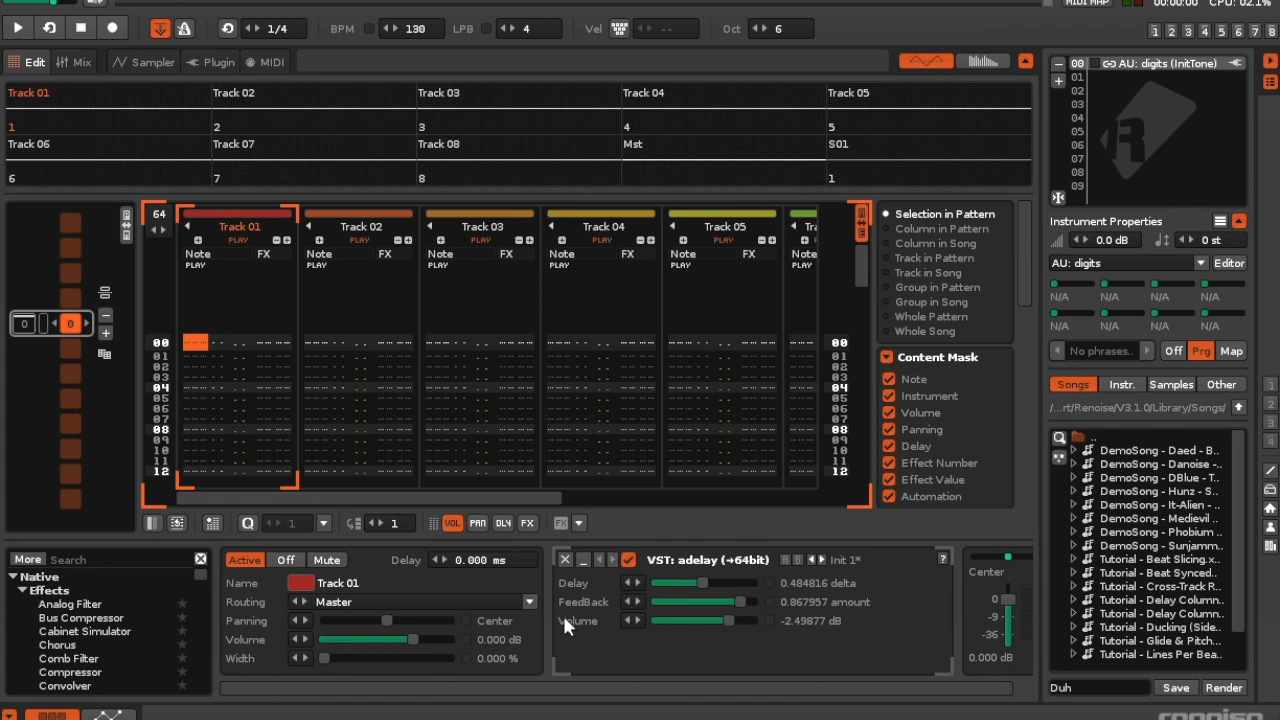 MIDI MAP 00:00:00 CPU: 02.1%
1/4 BPM 130 LPB 4 Vel -- Oct 6 1 2 3 4 5 6 7 8
Edit Mix Sampler Plugin MIDI
Track 01 Track 02 Track 03 Track 04 Track 05
1 2 3 4 5
Track 06 Track 07 Track 08 Mst S01
6 7 8 1
00 AU: digits (InitTone)
01
02
03
04
05
06
07
08
09
Instrument Properties
0.0 dB 0 st
AU: digits Editor
N/A N/A N/A N/A
N/A N/A N/A N/A
No phrases.. Off Prg Map
Songs Instr. Samples Other
/...rt/Renoise/V3.1.0/Library/Songs/
..
DemoSong - Daed - B..
DemoSong - Danoise -..
DemoSong - DBlue - T..
DemoSong - Hunz - S..
DemoSong - It-Alien - ..
DemoSong - Medievil ..
DemoSong - Phobium ..
DemoSong - Sunjamm..
Tutorial - Beat Slicing.x..
Tutorial - Beat Synced..
Tutorial - Cross-Track R..
Tutorial - Delay Column..
Tutorial - Delay Colum..
Tutorial - Ducking (Side..
Tutorial - Glide & Pitch..
Tutorial - Lines Per Bea..
Duh Save Render
1
2
3
4
0 0
64 Track 01 Track 02 Track 03 Track 04 Track 05 Tra
PLAY PLAY PLAY PLAY PLAY
Note FX Note FX Note FX Note FX Note FX Note
PLAY PLAY PLAY PLAY PLAY PLAY
00 00
01 01
02 02
03 03
04 04
05 05
06 06
07 07
08 08
09 09
10 10
11 11
12 12
Q 1 1 VOL PAN DLY FX FX
Selection in Pattern
Column in Pattern
Column in Song
Track in Pattern
Track in Song
Group in Pattern
Group in Song
Whole Pattern
Whole Song
Content Mask
Note
Instrument
Volume
Panning
Delay
Effect Number
Effect Value
Automation
More Search
Native
Effects
Analog Filter
Bus Compressor
Cabinet Simulator
Chorus
Comb Filter
Compressor
Convolver
Active Off Mute Delay 0.000 ms
Name Track 01
Routing Master
Panning Center
Volume 0.000 dB
Width 0.000 %
VST: adelay (→64bit) Init 1* ?
Delay 0.484816 delta
FeedBack 0.867957 amount
Volume -2.49877 dB
Center
0
-9
-36
0.000 dB